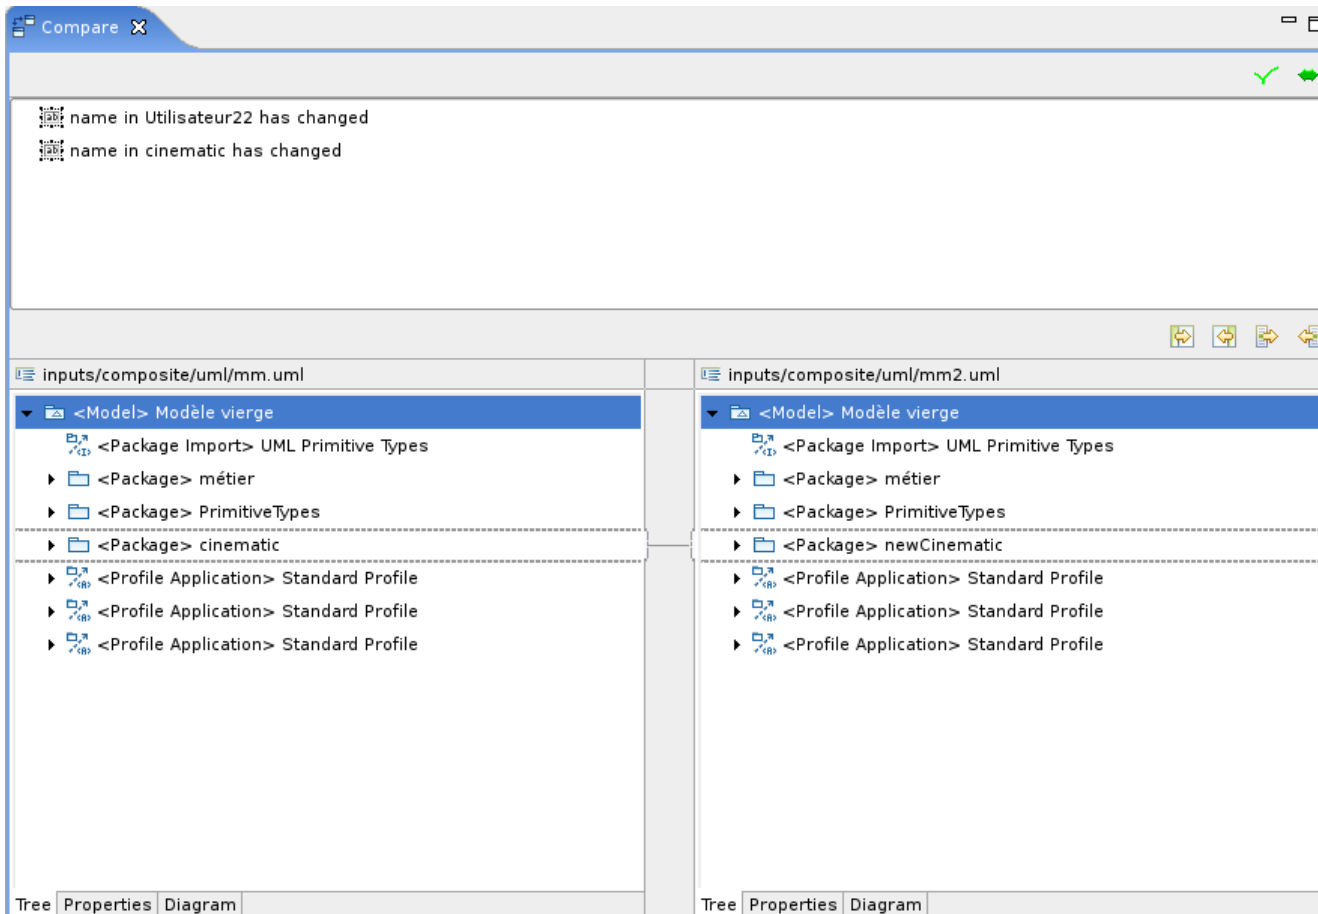 Compare
name in Utilisateur22 has changed
name in cinematic has changed
inputs/composite/uml/mm.uml
<Model> Modèle vierge
<Package Import> UML Primitive Types
<Package> métier
<Package> PrimitiveTypes
<Package> cinematic
<Profile Application> Standard Profile
<Profile Application> Standard Profile
<Profile Application> Standard Profile
Tree Properties Diagram
inputs/composite/uml/mm2.uml
<Model> Modèle vierge
<Package Import> UML Primitive Types
<Package> métier
<Package> PrimitiveTypes
<Package> newCinematic
<Profile Application> Standard Profile
<Profile Application> Standard Profile
<Profile Application> Standard Profile
Tree Properties Diagram